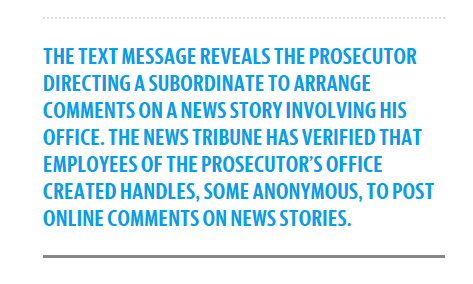 THE TEXT MESSAGE REVEALS THE PROSECUTOR
DIRECTING A SUBORDINATE TO ARRANGE
COMMENTS ON A NEWS STORY INVOLVING HIS
OFFICE. THE NEWS TRIBUNE HAS VERIFIED THAT
EMPLOYEES OF THE PROSECUTOR’S OFFICE
CREATED HANDLES, SOME ANONYMOUS, TO POST
ONLINE COMMENTS ON NEWS STORIES.